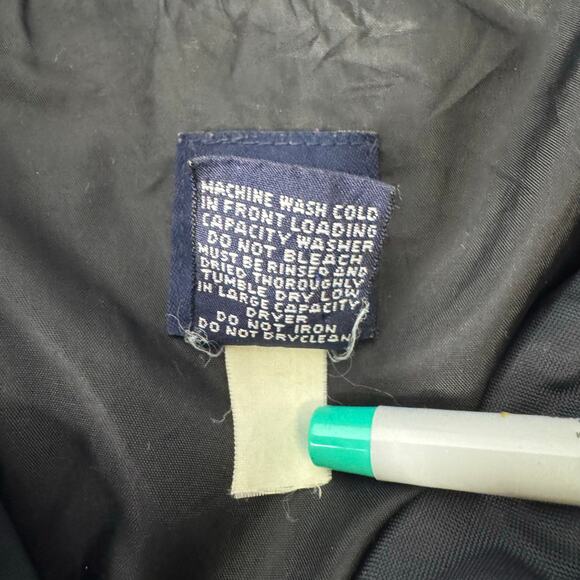 MACHINE WASH COLD
IN FRONT LOADING
CAPACITY WASHER
DO NOT BLEACH
MUST BE RINSED AND
DRIED THOROUGHLY
TUMBLE DRY LOW
IN LARGE CAPACITY
DRYER
DO NOT IRON
DO NOT DRYCLEAN